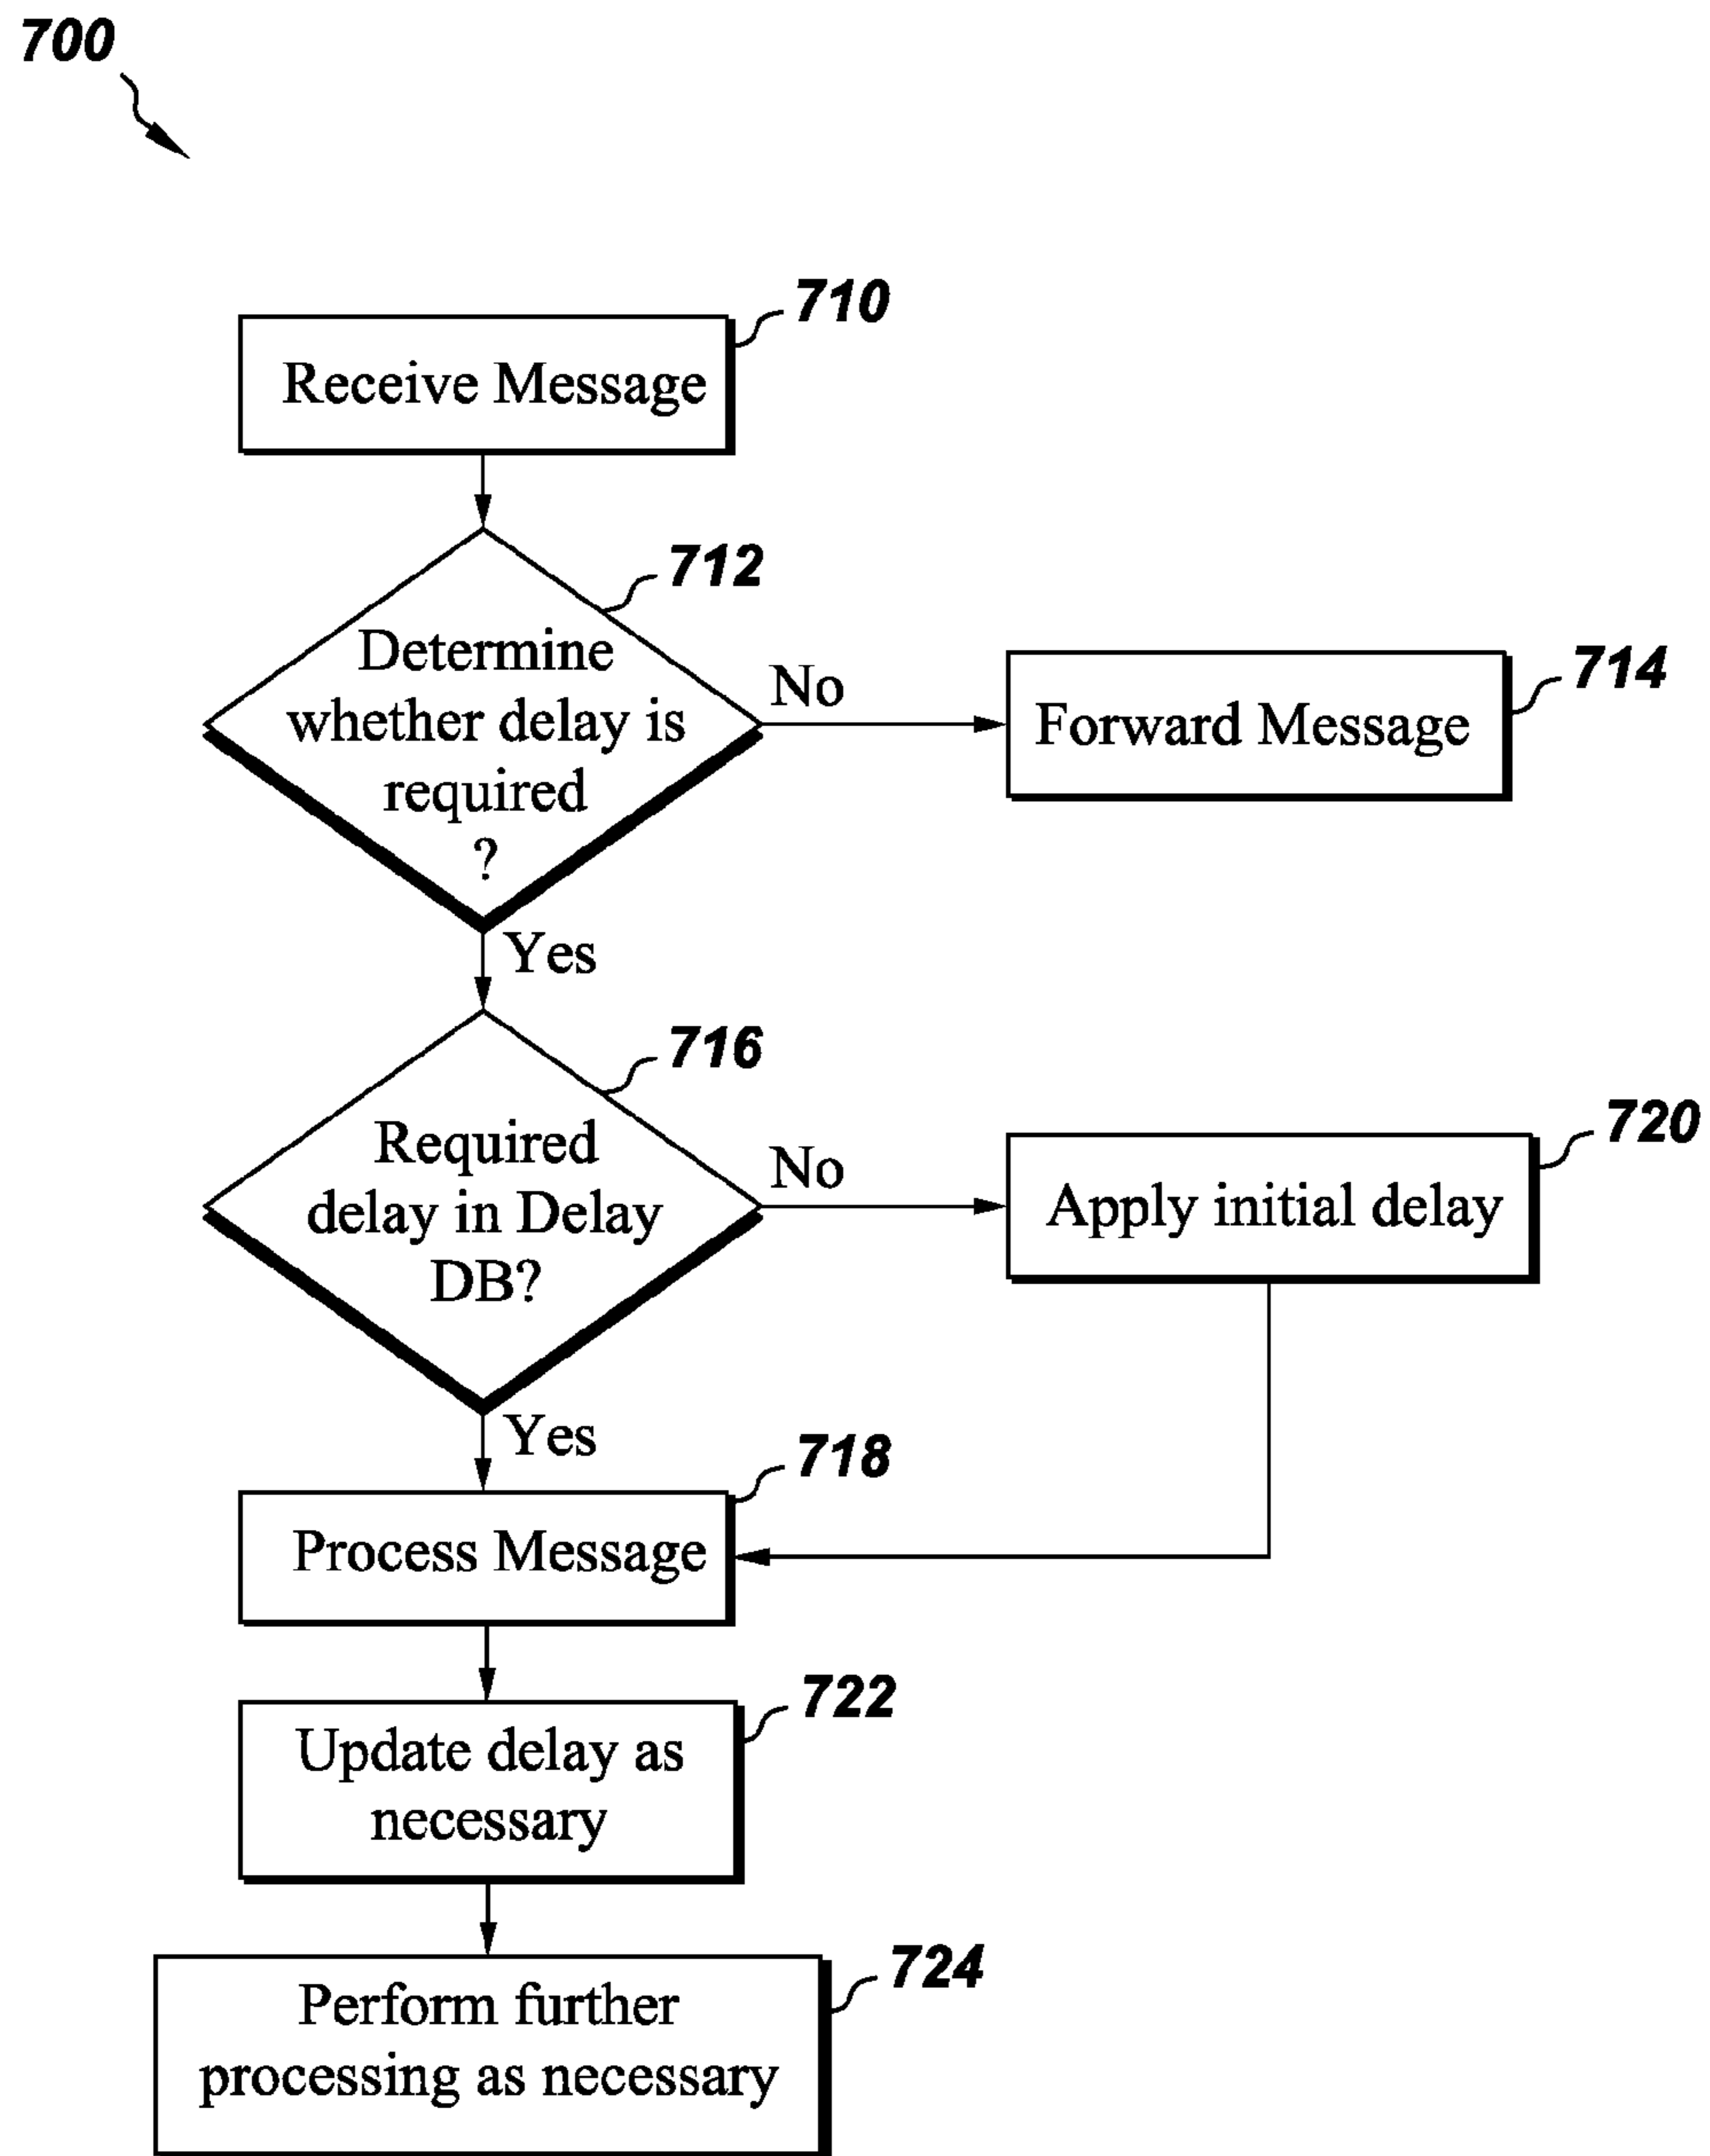 700
710
Receive Message
712
Determine
whether delay is
required
?
No
714
Forward Message
Yes
716
Required
delay in Delay
DB?
No
720
Apply initial delay
Yes
718
Process Message
722
Update delay as
necessary
724
Perform further
processing as necessary